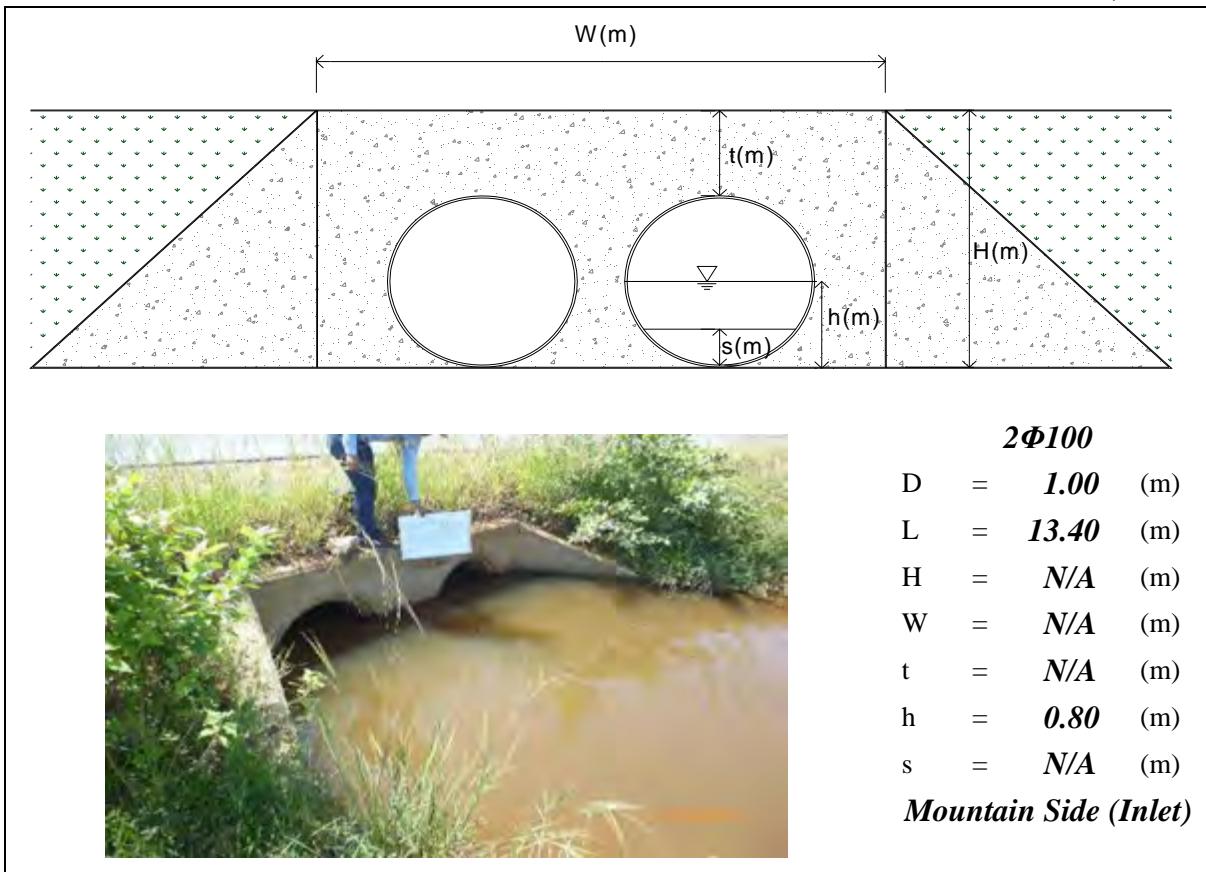 W(m)
t(m)
H(m)
h(m)
s(m)
2Φ100
D = 1.00 (m)
L = 13.40 (m)
H = N/A (m)
W = N/A (m)
t = N/A (m)
h = 0.80 (m)
s = N/A (m)
Mountain Side (Inlet)